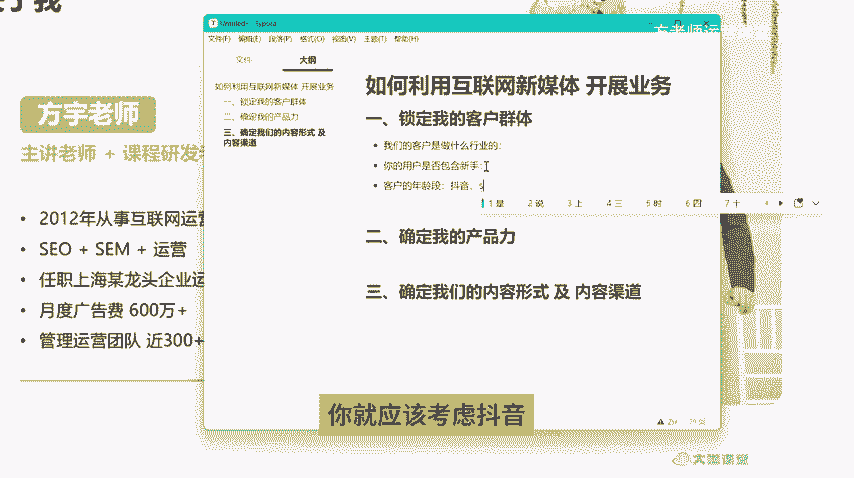 方老师运
Untitled - Typora
文件(F) 编辑(E) 段落(P) 格式(O) 视图(V) 主题(T) 帮助(H)
文件 大纲
如何利用互联网新媒体 开展业务
一、锁定我的客户群体
二、确定我的产品力
三、确定我们的内容形式 及
内容渠道
如何利用互联网新媒体 开展业务
一、锁定我的客户群体
我们的客户是做什么行业的:
你的用户是否包含新手:
客户的年龄段：抖音、s
1 是 2 说 3 上 4 三 5 时 6 四 7 十
二、确定我的产品力
三、确定我们的内容形式 及 内容渠道
方宇老师
主讲老师 + 课程研发
2012年从事互联网运营
SEO + SEM + 运营
任职上海某龙头企业运
月度广告费 600万+
管理运营团队 近300+
你就应该考虑抖音